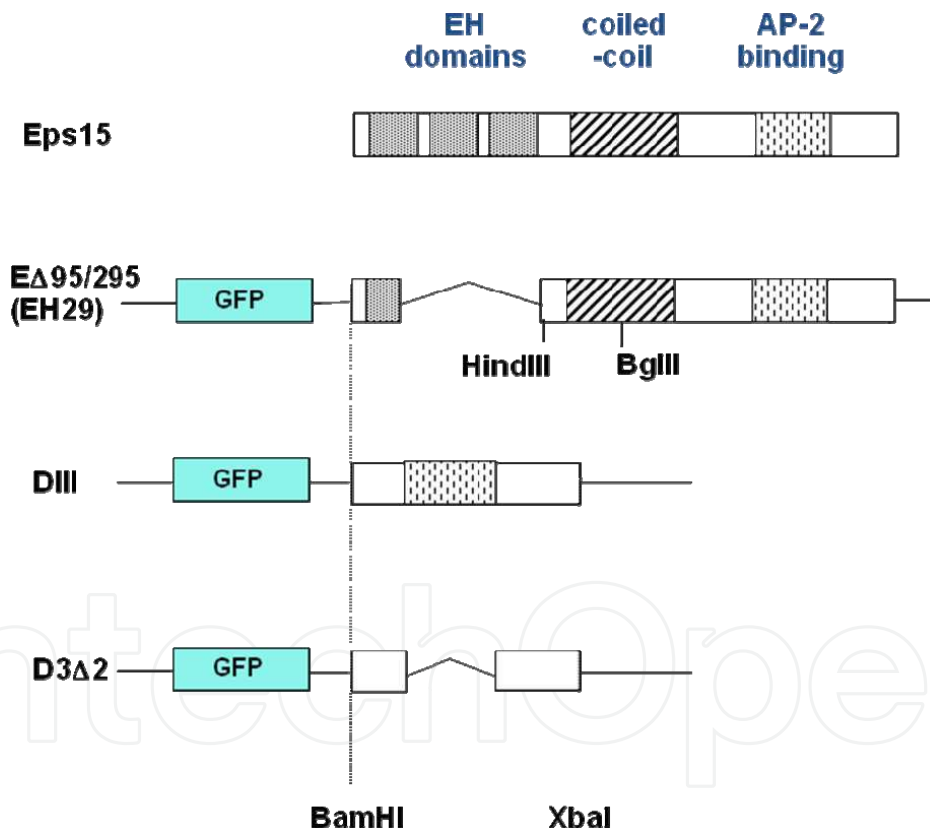 EH domains
coiled -coil
AP-2 binding
Eps15
EΔ95/295
(EH29)
GFP
HindIII
BglII
DIII
GFP
D3Δ2
GFP
ntechOpe
BamHI
XbaI